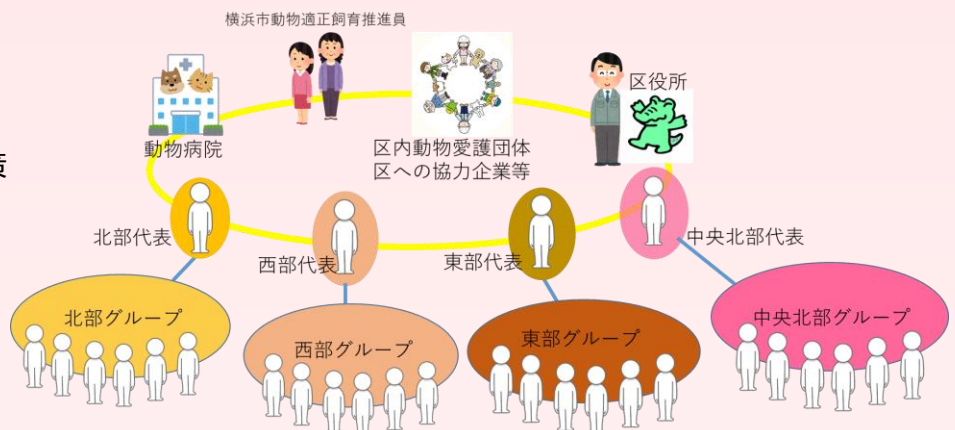 横浜市動物適正飼育推進員
区役所
動物病院
区内動物愛護団体
区への協力企業等
策
北部代表
西部代表
東部代表
中央北部代表
北部グループ
西部グループ
東部グループ
中央北部グループ